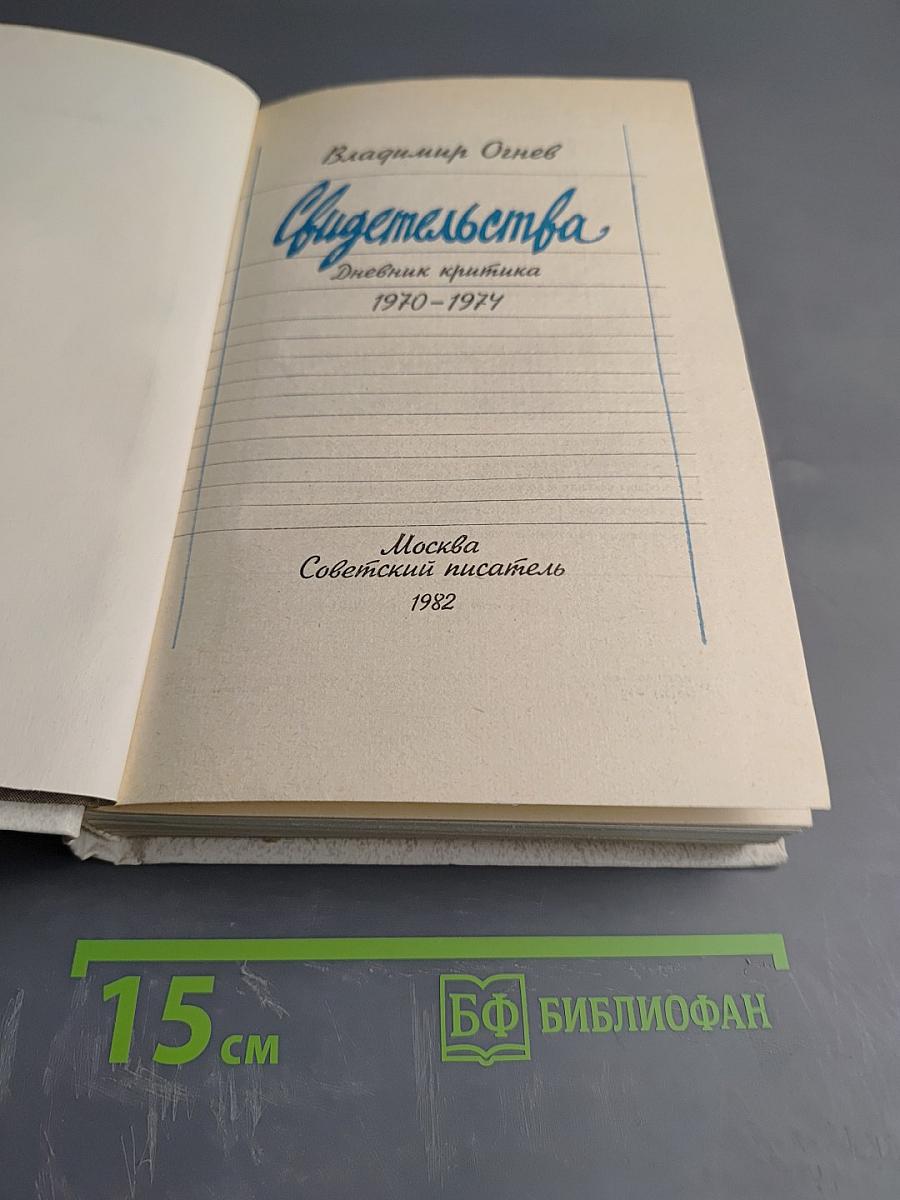 Владимир Огнев
Свидетельства
Дневник критика
1970–1974
Москва
Советский писатель
1982
15 см
БФ БИБЛИОФАН